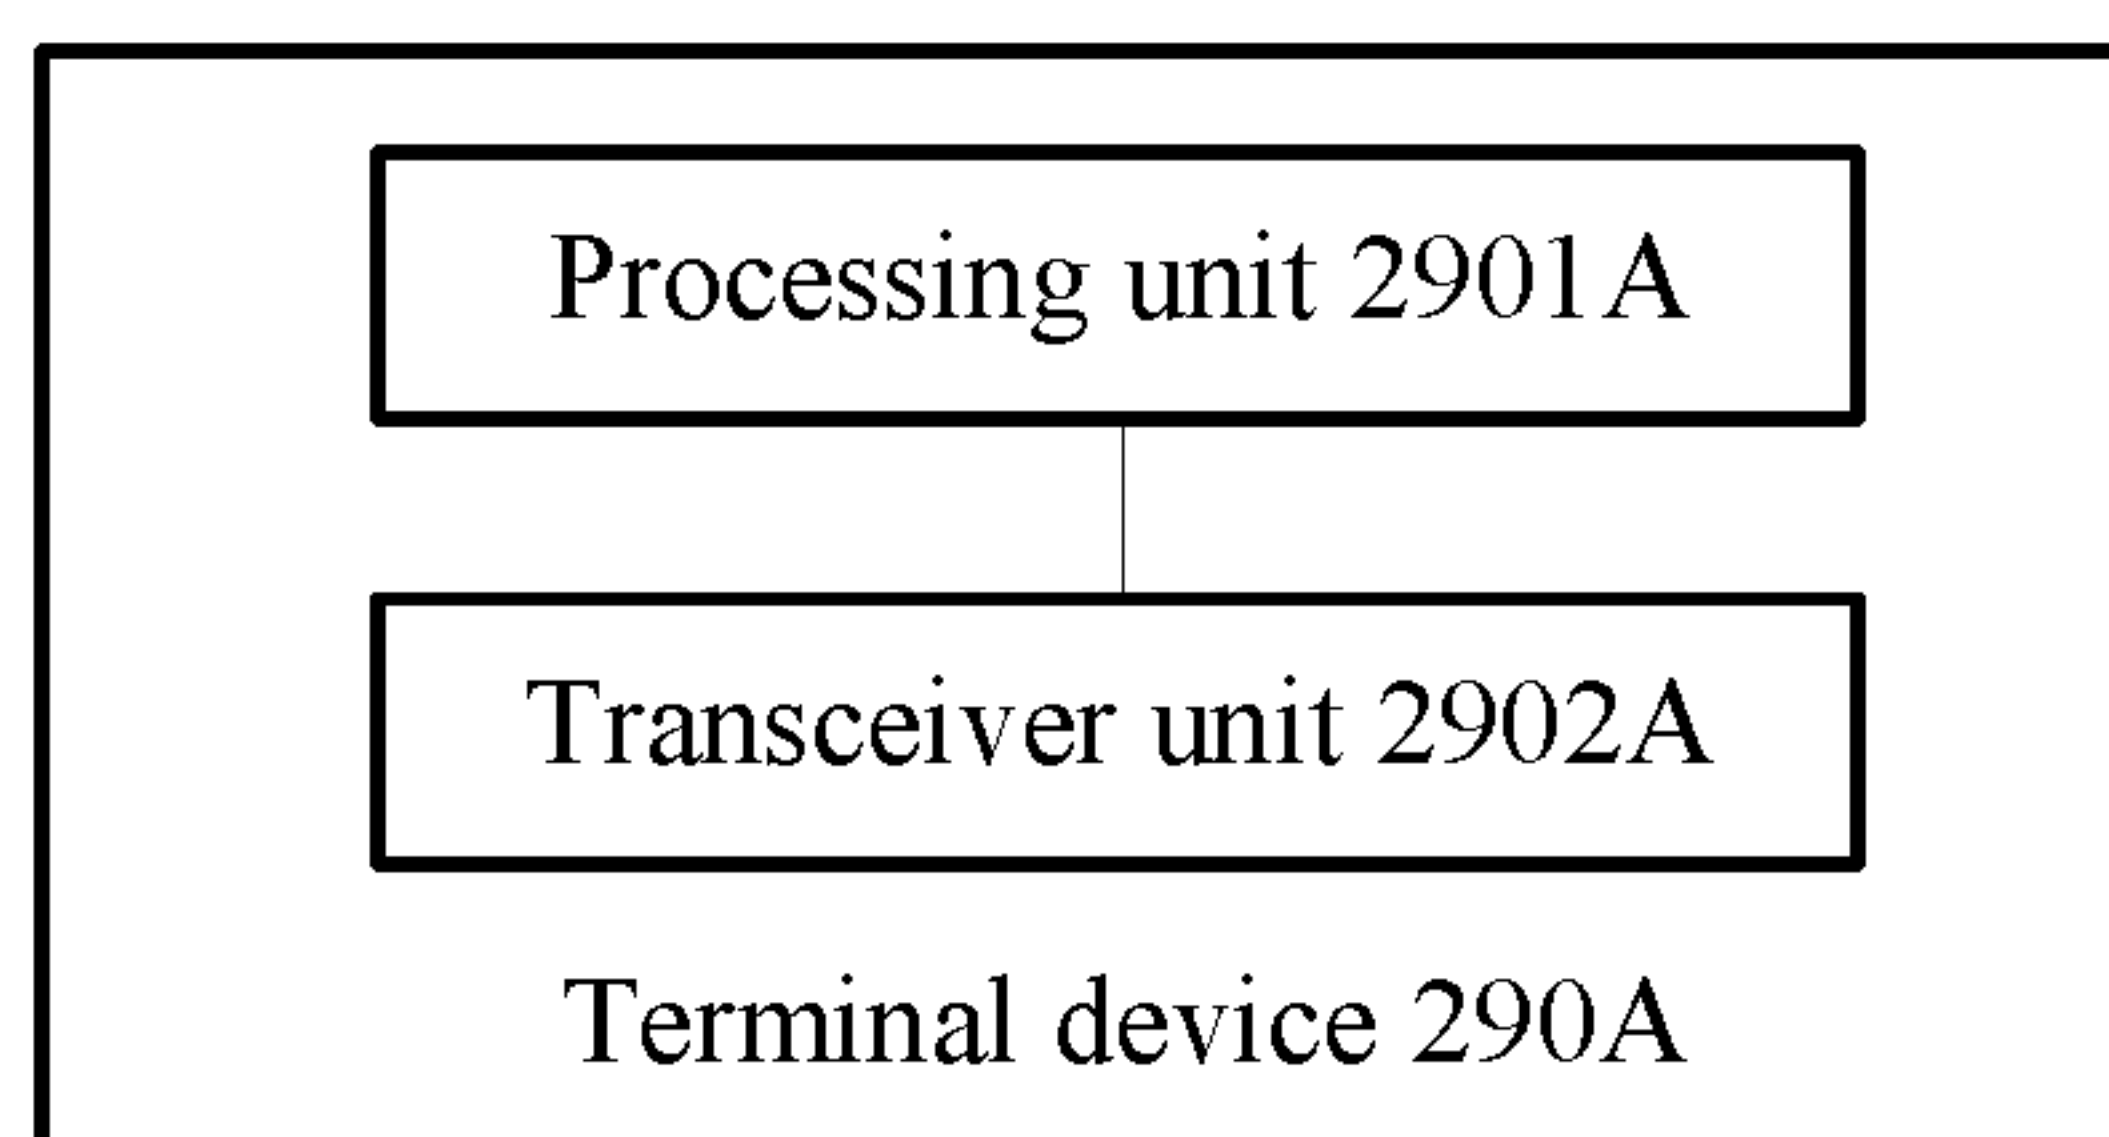 Processing unit 2901A
Transceiver unit 2902A
Terminal device 290A